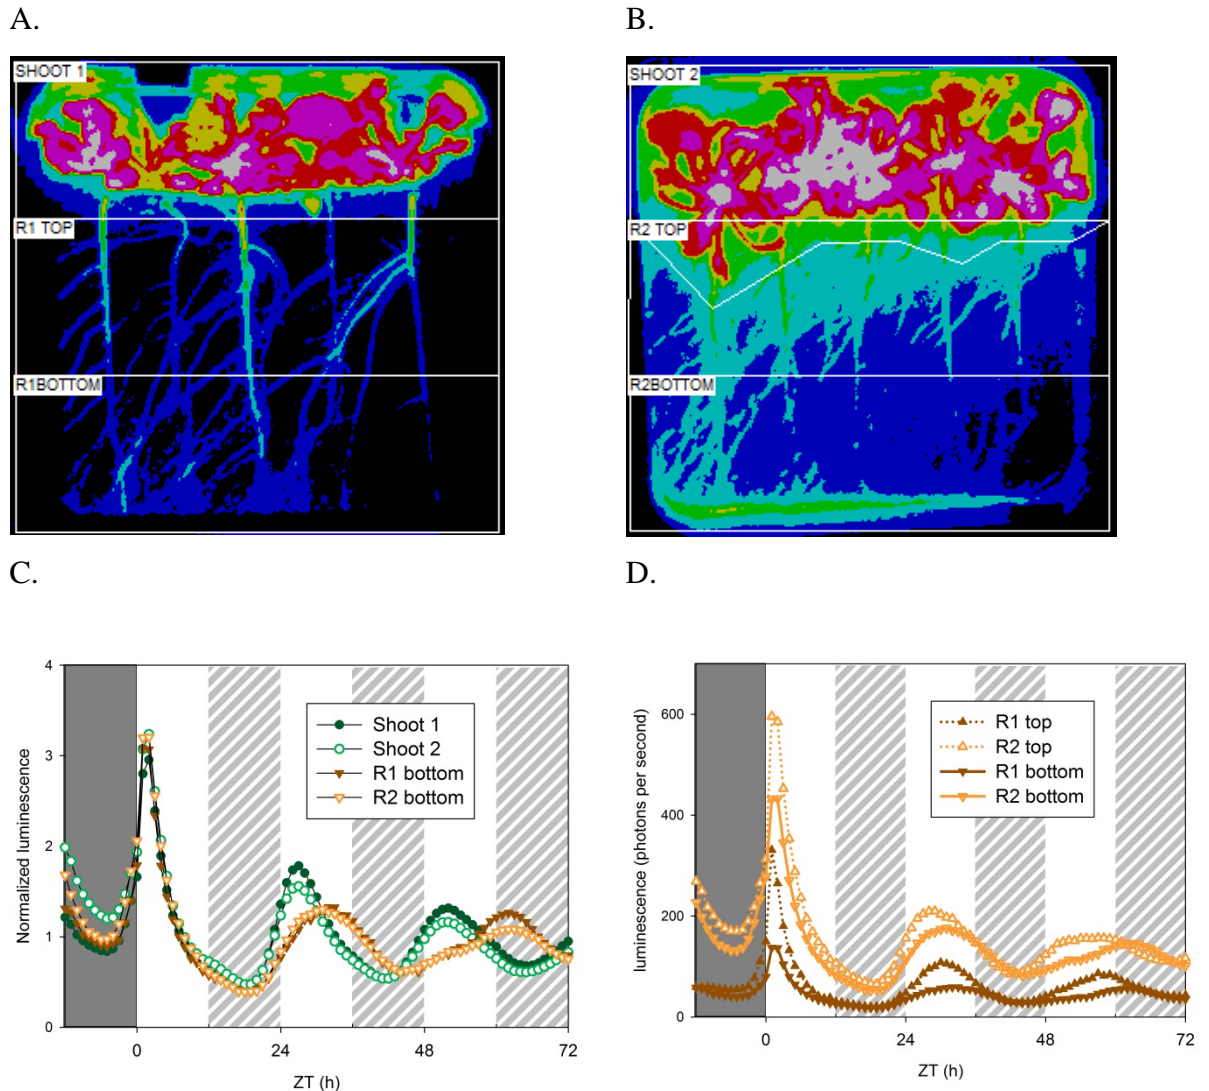 A.
B.
SHOOT 1
R1 TOP
R1BOTTOM
SHOOT 2
R2 TOP
R2BOTTOM
C.
D.
Normalized luminescence
4
3
2
1
0
Shoot 1
Shoot 2
R1 bottom
R2 bottom
0 24 48 72
ZT (h)
luminescence (photons per second)
600
400
200
0
R1 top
R2 top
R1 bottom
R2 bottom
0 24 48 72
ZT (h)